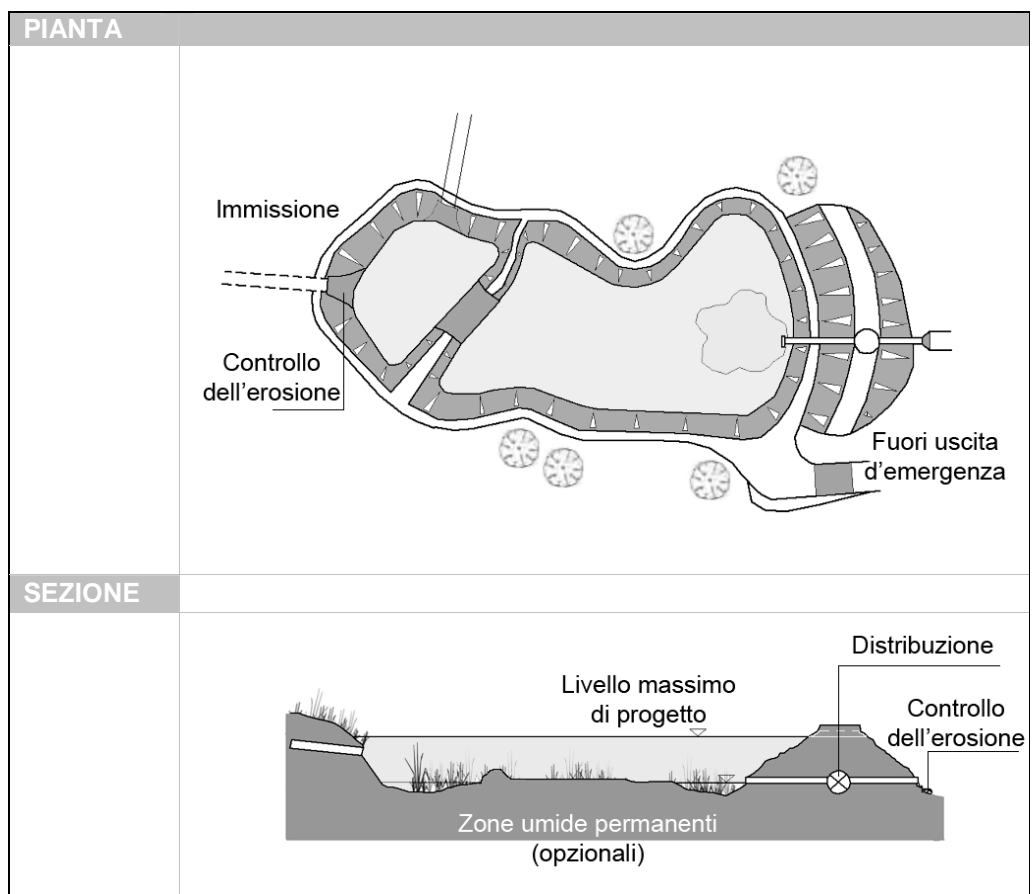 PIANTA
Immissione
Controllo
dell'erosione
Fuori uscita
d'emergenza
SEZIONE
Distribuzione
Livello massimo
di progetto
Controllo
dell'erosione
Zone umide permanenti
(opzionali)